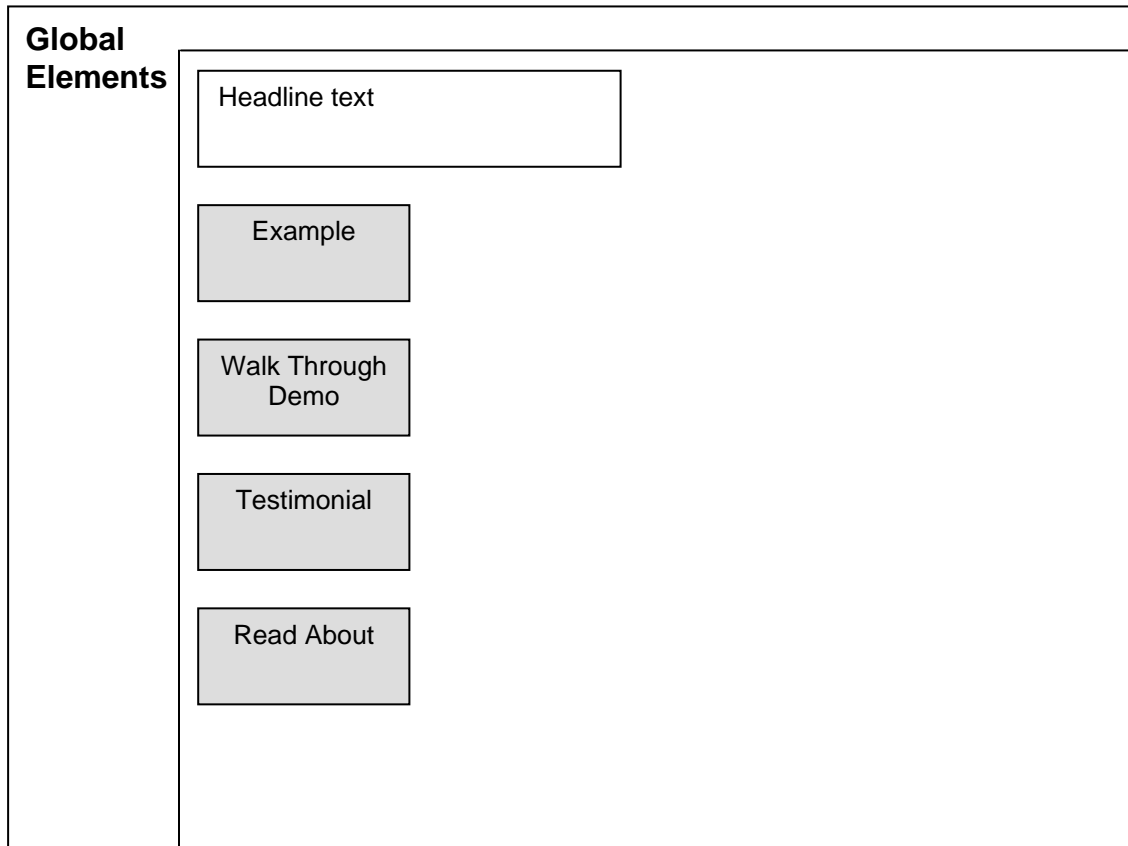 Global
Elements
Headline text
Example
Walk Through
Demo
Testimonial
Read About